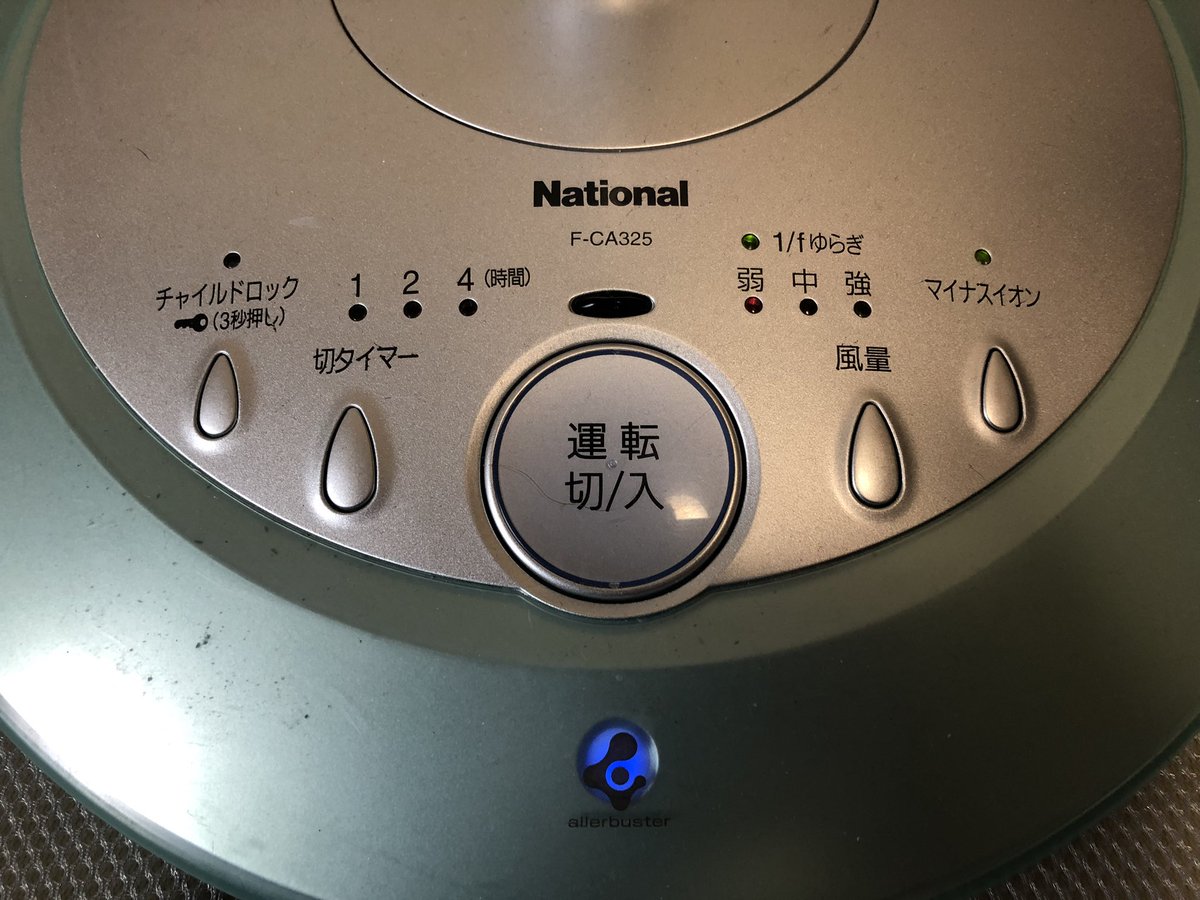 National
F-CA325
チャイルドロック
(3秒押し)
1 2 4 (時間)
切タイマー
1/fゆらぎ
弱 中 強
風量
マイナスイオン
運転
切/入
allerbuster